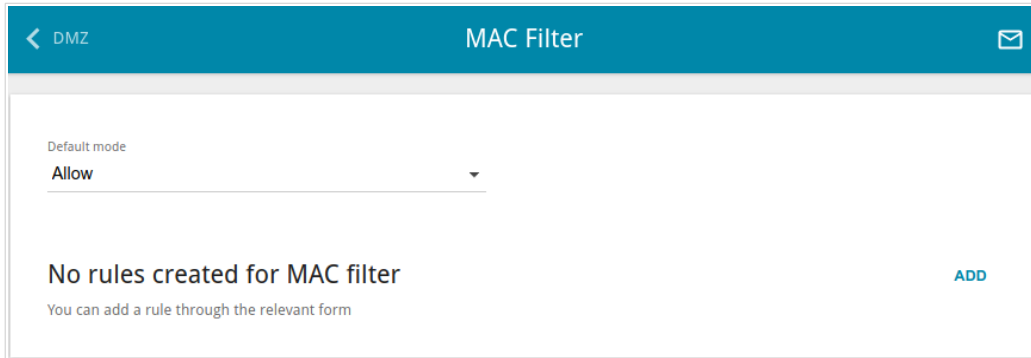 DMZ
MAC Filter
Default mode
Allow
No rules created for MAC filter
ADD
You can add a rule through the relevant form